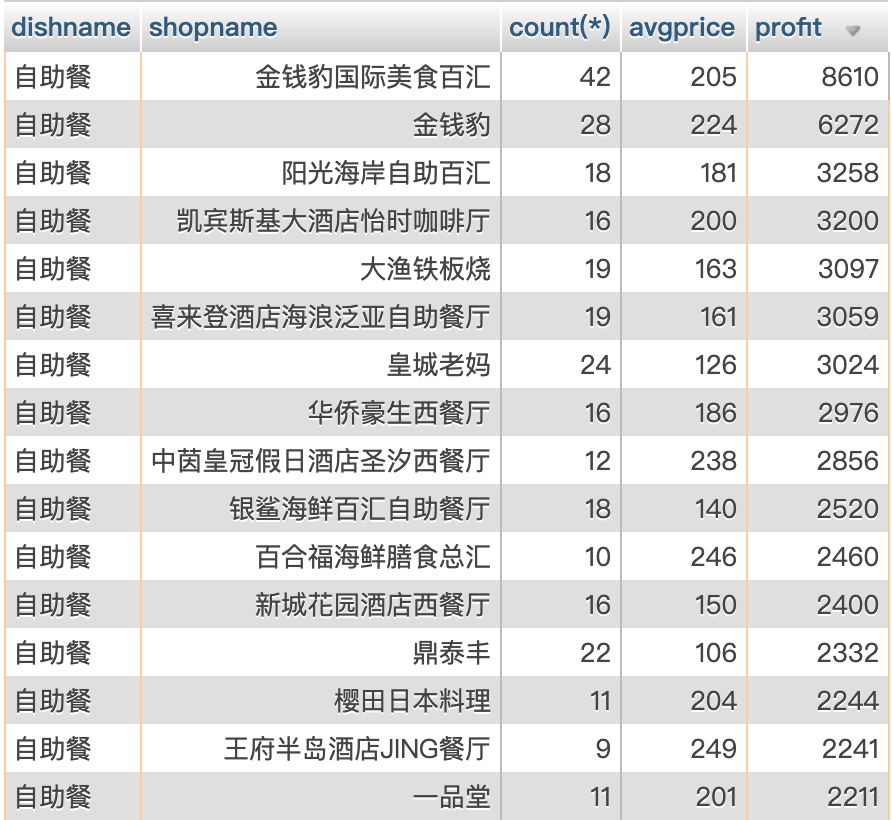 dishname shopname count(*) avgprice profit
自助餐 金钱豹国际美食百汇 42 205 8610
自助餐 金钱豹 28 224 6272
自助餐 阳光海岸自助百汇 18 181 3258
自助餐 凯宾斯基大酒店怡时咖啡厅 16 200 3200
自助餐 大渔铁板烧 19 163 3097
自助餐 喜来登酒店海浪泛亚自助餐厅 19 161 3059
自助餐 皇城老妈 24 126 3024
自助餐 华侨豪生西餐厅 16 186 2976
自助餐 中茵皇冠假日酒店圣汐西餐厅 12 238 2856
自助餐 银鲨海鲜百汇自助餐厅 18 140 2520
自助餐 百合福海鲜膳食总汇 10 246 2460
自助餐 新城花园酒店西餐厅 16 150 2400
自助餐 鼎泰丰 22 106 2332
自助餐 樱田日本料理 11 204 2244
自助餐 王府半岛酒店JING餐厅 9 249 2241
自助餐 一品堂 11 201 2211